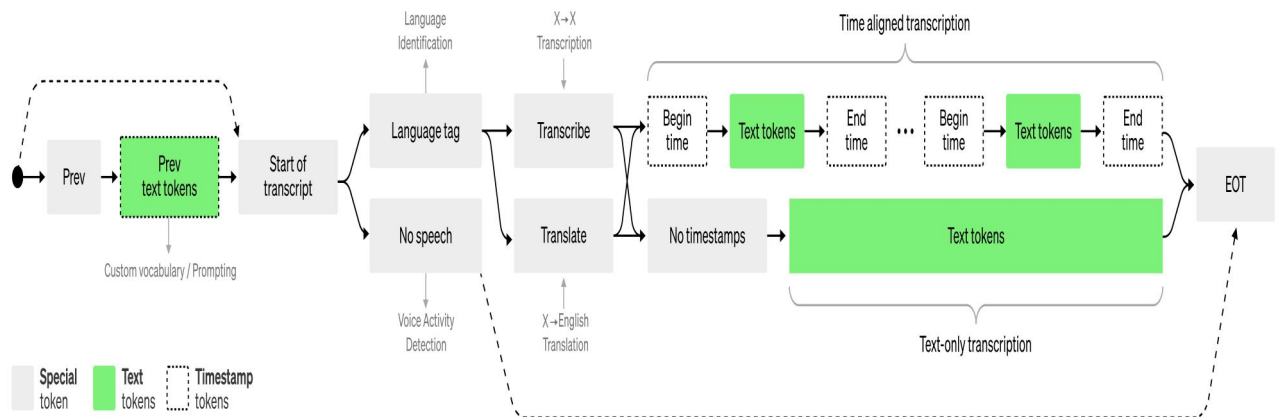 Language
Identification
X→X
Transcription
Time aligned transcription
Prev
Prev
text tokens
Start of
transcript
Language tag
Transcribe
Begin
time
Text tokens
End
time
•••
Begin
time
Text tokens
End
time
EOT
No speech
Translate
No timestamps
Text tokens
Custom vocabulary / Prompting
Voice Activity
Detection
X→English
Translation
Text-only transcription
Special
token
Text
tokens
Timestamp
tokens